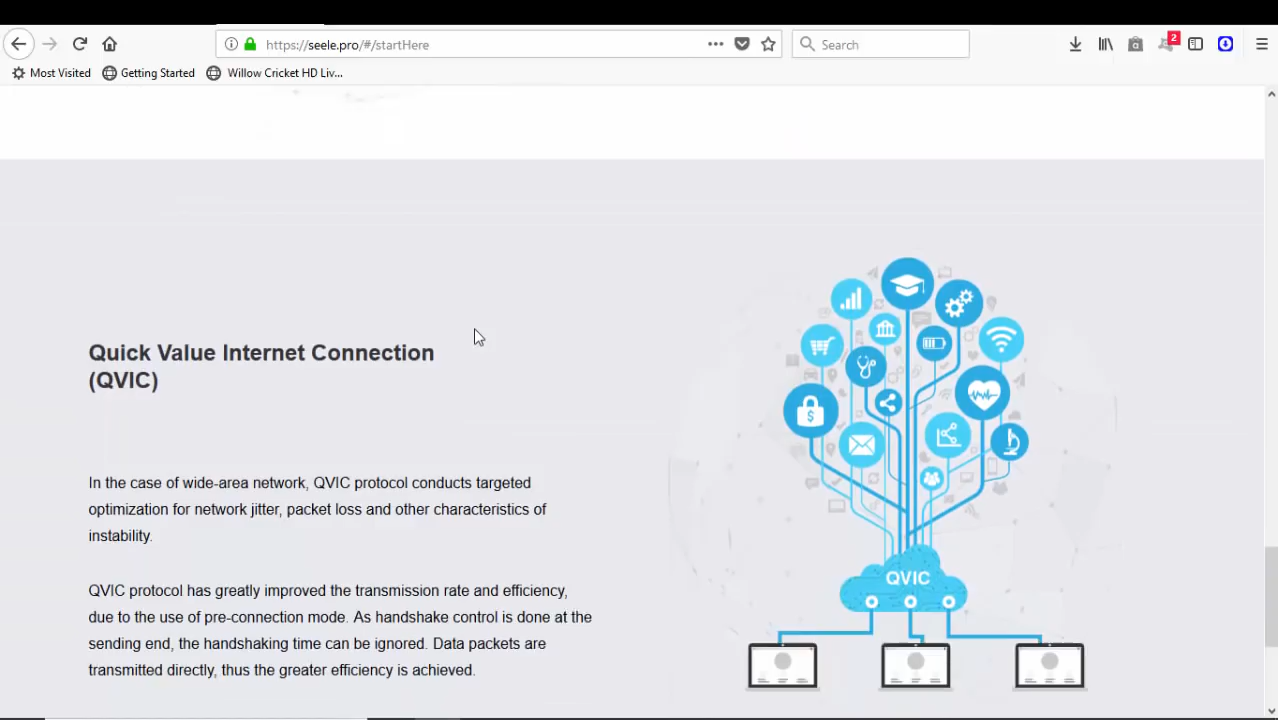 https://seele.pro/#/startHere
Search
2
Most Visited
Getting Started
Willow Cricket HD Liv...
Quick Value Internet Connection
(QVIC)
In the case of wide-area network, QVIC protocol conducts targeted
optimization for network jitter, packet loss and other characteristics of
instability.
QVIC protocol has greatly improved the transmission rate and efficiency,
due to the use of pre-connection mode. As handshake control is done at the
sending end, the handshaking time can be ignored. Data packets are
transmitted directly, thus the greater efficiency is achieved.
$
QVIC